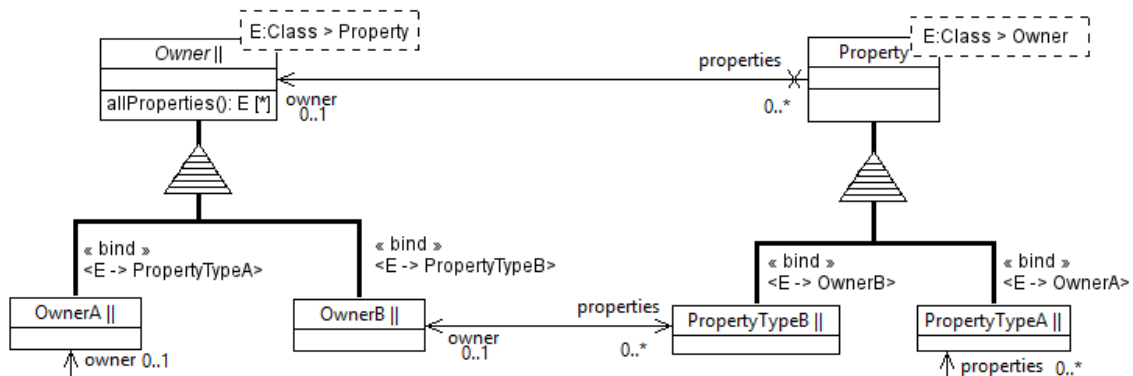 E:Class > Property
Owner ||
E:Class > Owner
Property
properties
allProperties(): E [*]
owner
0..1
0..*
« bind »
<E -> PropertyTypeA>
« bind »
<E -> PropertyTypeB>
« bind »
<E -> OwnerB>
« bind »
<E -> OwnerA>
OwnerA ||
OwnerB ||
properties
PropertyTypeB ||
PropertyTypeA ||
owner
0..1
0..*
owner 0..1
properties 0..*